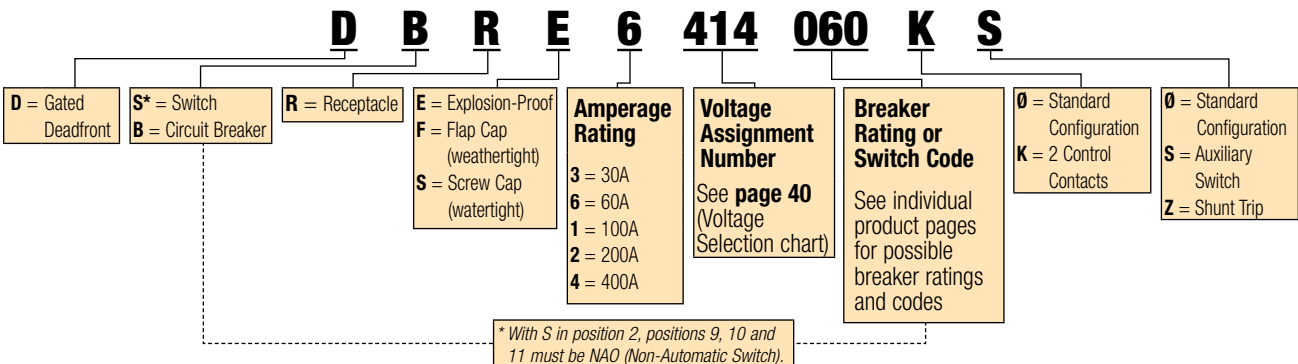 D B R E 6 414 060 K S
D = Gated
Deadfront
S* = Switch
B = Circuit Breaker
R = Receptacle
E = Explosion-Proof
F = Flap Cap
(weathertight)
S = Screw Cap
(watertight)
Amperage
Rating
3 = 30A
6 = 60A
1 = 100A
2 = 200A
4 = 400A
Voltage
Assignment
Number
See page 40
(Voltage
Selection chart)
Breaker
Rating or
Switch Code
See individual
product pages
for possible
breaker ratings
and codes
Ø = Standard
Configuration
K = 2 Control
Contacts
Ø = Standard
Configuration
S = Auxiliary
Switch
Z = Shunt Trip
* With S in position 2, positions 9, 10 and
11 must be NAO (Non-Automatic Switch).